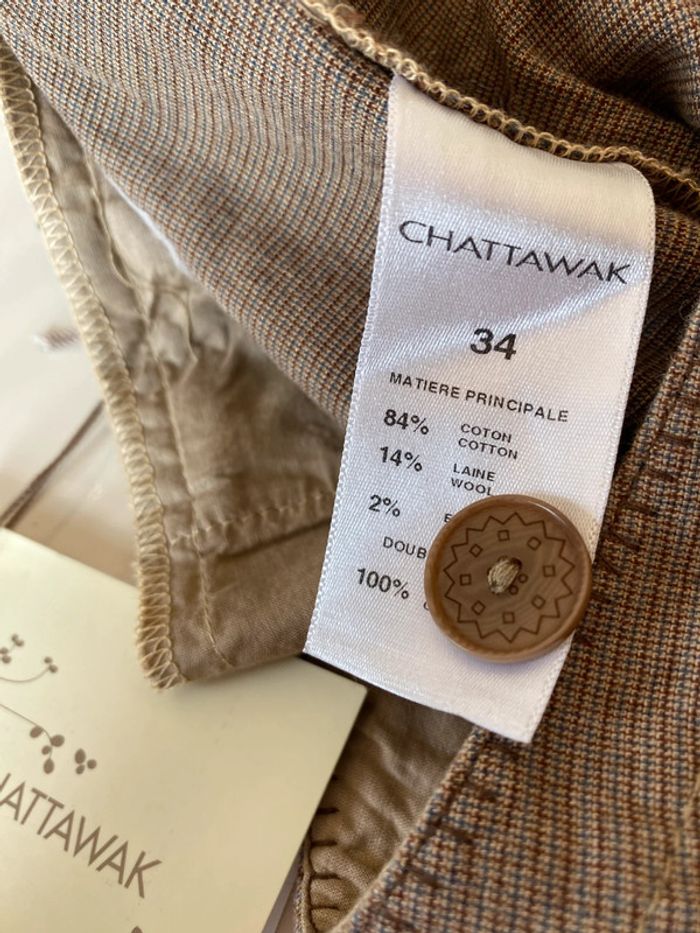 CHATTAWAK
34
MATIERE PRINCIPALE
84% COTON
COTTON
14% LAINE
WOOL
2%
100%
HATTAWAK